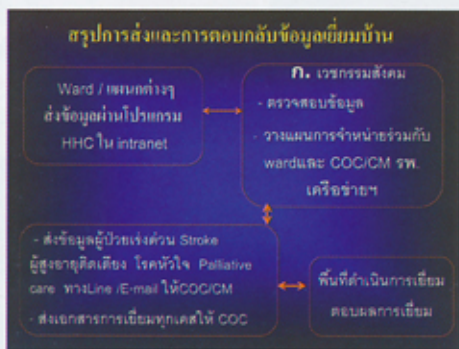 สรุปการส่งและการตอบกลับข้อมูลเยี่ยมบ้าน
Ward / แผนกต่างๆ
ส่งข้อมูลผ่านโปรแกรม
HHC ใน intranet
ก. เวชกรรมสังคม
- ตรวจสอบข้อมูล
- วางแผนการจำหน่ายร่วมกับ
wardและ COC/CM รพ.
เครือข่ายฯ
- ส่งข้อมูลผู้ป่วยเร่งด่วน Stroke
ผู้สูงอายุติดเตียง โรคหัวใจ Palliative
care ทางLine /E-mail ให้COC/CM
- ส่งเอกสารการเยี่ยมทุกเคสให้ COC
พื้นที่ดำเนินการเยี่ยม
ตอบผลการเยี่ยม